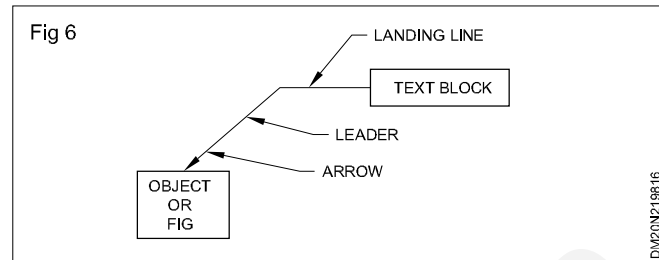 Fig 6
LANDING LINE
TEXT BLOCK
LEADER
ARROW
OBJECT
OR
FIG
DM20N219816